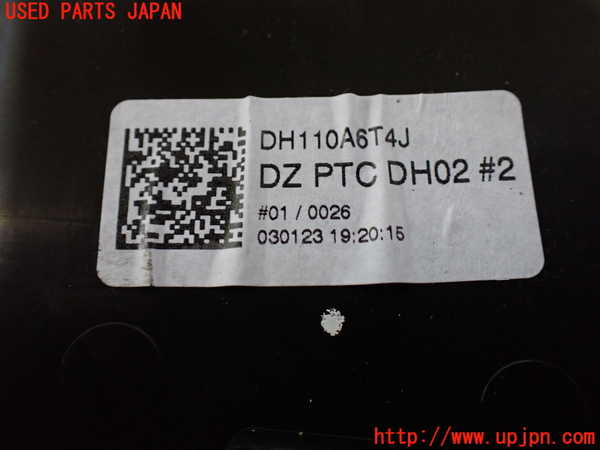 USED PARTS JAPAN
DH110A6T4J
DZ PTC DH02 #2
#01 / 0026
030123 19:20:15
http://www.upjpn.com/